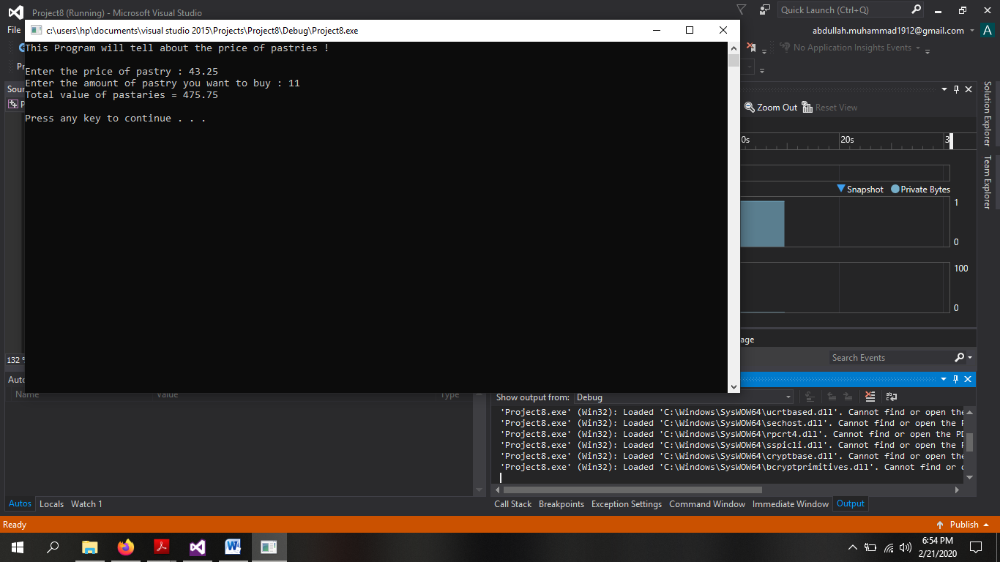 Project8 (Running) - Microsoft Visual Studio
Quick Launch (Ctrl+Q)
File
abdullah.muhammad1912@gmail.com
A
c:\users\hp\documents\visual studio 2015\Projects\Project8\Debug\Project8.exe
This Program will tell about the price of pastries !
Enter the price of pastry : 43.25
Enter the amount of pastry you want to buy : 11
Total value of pastaries = 475.75
Press any key to continue . . .
No Application Insights Events
Solution Explorer
Team Explorer
Zoom Out
Reset View
0s
20s
3
Snapshot
Private Bytes
1
0
100
0
age
Search Events
132 %
Auto
Name
Value
Type
Show output from:
Debug
'Project8.exe' (Win32): Loaded 'C:\Windows\SysWOW64\ucrtbased.dll'. Cannot find or open the
'Project8.exe' (Win32): Loaded 'C:\Windows\SysWOW64\sechost.dll'. Cannot find or open the P
'Project8.exe' (Win32): Loaded 'C:\Windows\SysWOW64\rpcrt4.dll'. Cannot find or open the PD
'Project8.exe' (Win32): Loaded 'C:\Windows\SysWOW64\sspicli.dll'. Cannot find or open the P
'Project8.exe' (Win32): Loaded 'C:\Windows\SysWOW64\cryptbase.dll'. Cannot find or open the
'Project8.exe' (Win32): Loaded 'C:\Windows\SysWOW64\bcryptprimitives.dll'. Cannot find or o
Autos
Locals
Watch 1
Call Stack
Breakpoints
Exception Settings
Command Window
Immediate Window
Output
Ready
Publish
6:54 PM
2/21/2020